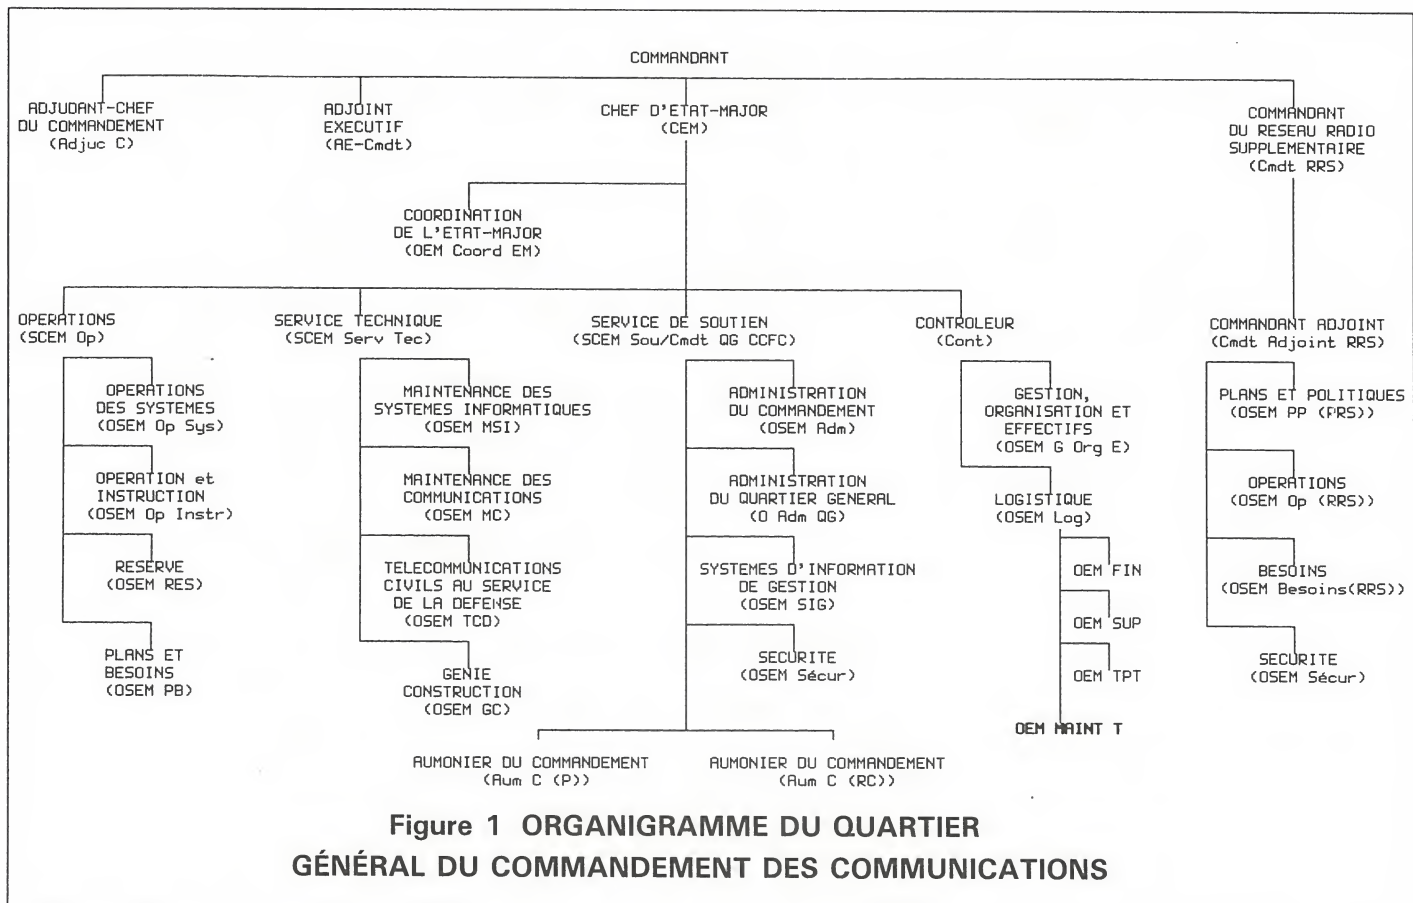 COMMANDANT
ADJUDANT-CHEF
DU COMMANDEMENT
(Adjuc C)
ADJOINT
EXECUTIF
(AE-Cmdt)
CHEF D'ETAT-MAJOR
(CEM)
COMMANDANT
DU RESEAU RADIO
SUPPLEMENTAIRE
(Cmdt RRS)
COORDINATION
DE L'ETAT-MAJOR
(OEM Coord EM)
OPERATIONS
(SCEM Op)
SERVICE TECHNIQUE
(SCEM Serv Tec)
SERVICE DE SOUTIEN
(SCEM Sou/Cmdt QG CCFC)
CONTROLEUR
(Cont)
COMMANDANT ADJOINT
(Cmdt Adjoint RRS)
OPERATIONS
DES SYSTEMES
(OSEM Op Sys)
OPERATION et
INSTRUCTION
(OSEM Op Instr)
RESERVE
(OSEM RES)
PLANS ET
BESOINS
(OSEM PB)
MAINTENANCE DES
SYSTEMES INFORMATIQUES
(OSEM MSI)
MAINTENANCE DES
COMMUNICATIONS
(OSEM MC)
TELECOMMUNICATIONS
CIVILS AU SERVICE
DE LA DEFENSE
(OSEM TCD)
GENIE
CONSTRUCTION
(OSEM GC)
ADMINISTRATION
DU COMMANDEMENT
(OSEM Adm)
ADMINISTRATION
DU QUARTIER GENERAL
(O Adm QG)
SYSTEMES D'INFORMATION
DE GESTION
(OSEM SIG)
SECURITE
(OSEM Sécur)
AUMONIER DU COMMANDEMENT
(Aum C (P))
AUMONIER DU COMMANDEMENT
(Aum C (RC))
GESTION,
ORGANISATION ET
EFFECTIFS
(OSEM G Org E)
LOGISTIQUE
(OSEM Log)
OEM FIN
OEM SUP
OEM TPT
OEM MAINT T
PLANS ET POLITIQUES
(OSEM PP (PRS))
OPERATIONS
(OSEM Op (RRS))
BESOINS
(OSEM Besoins(RRS))
SECURITE
(OSEM Sécur)
Figure 1 ORGANIGRAMME DU QUARTIER
GÉNÉRAL DU COMMANDEMENT DES COMMUNICATIONS